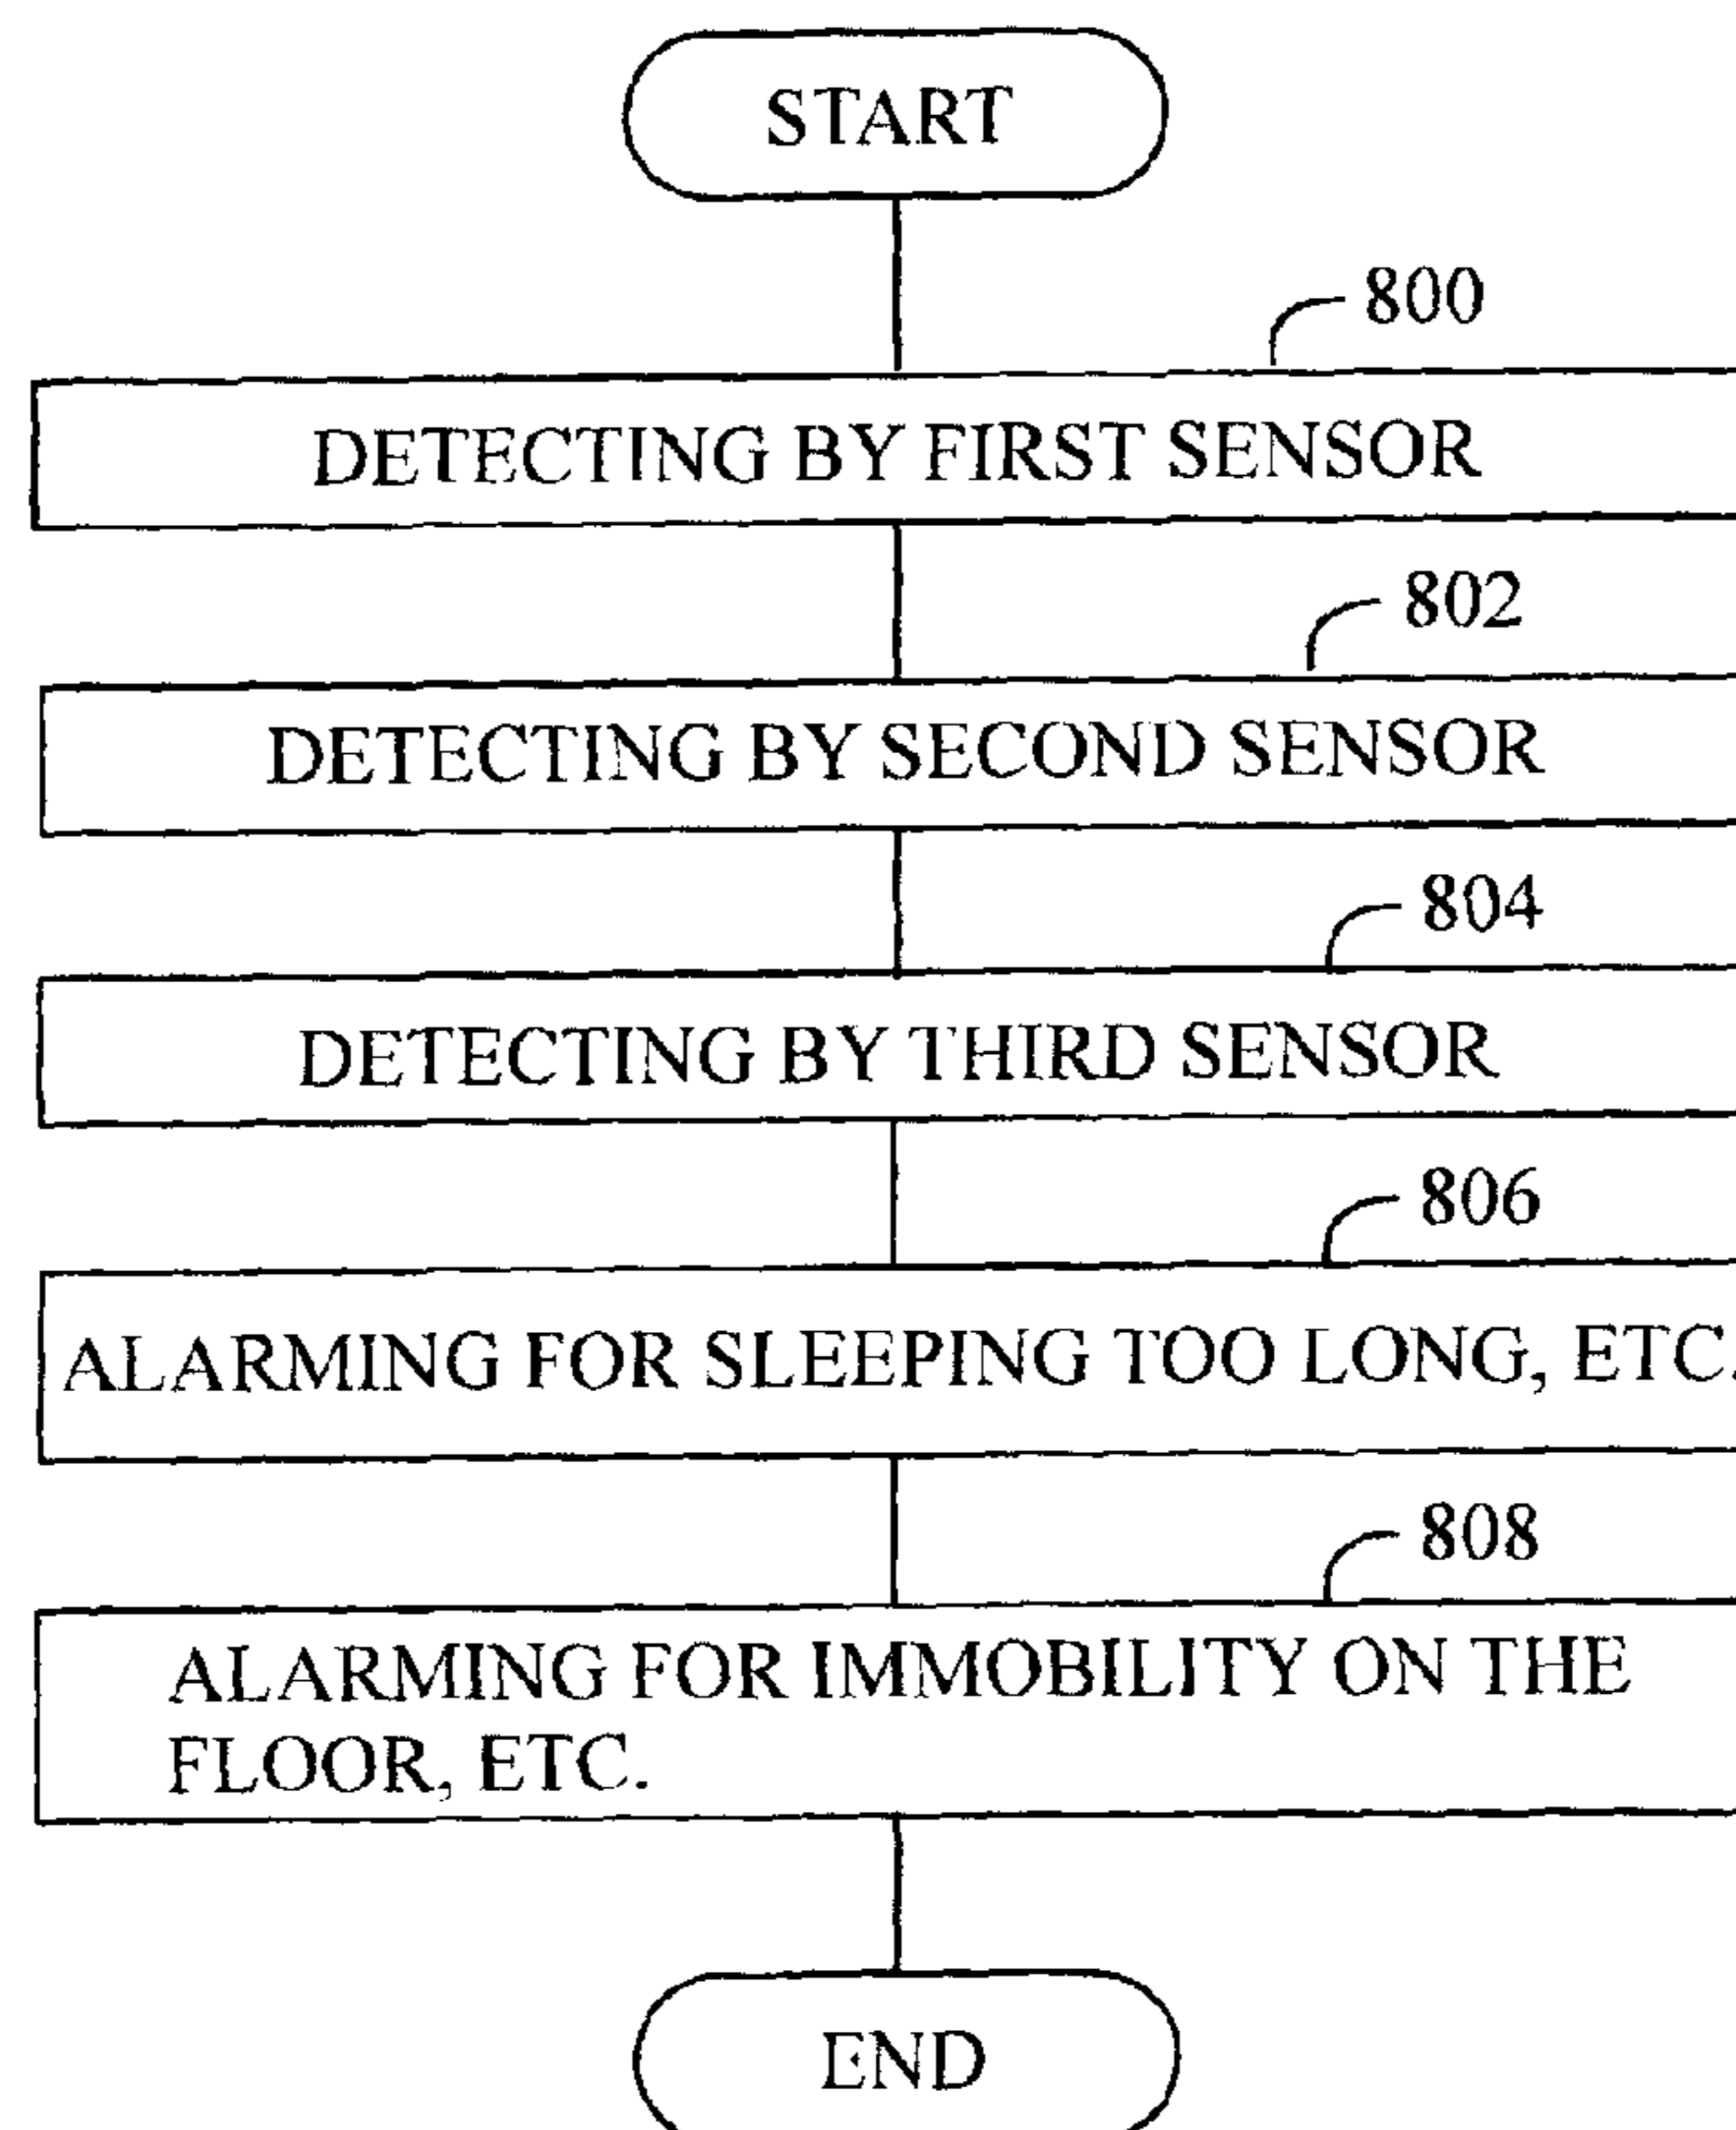 START
800
DETECTING BY FIRST SENSOR
802
DETECTING BY SECOND SENSOR
804
DETECTING BY THIRD SENSOR
806
ALARMING FOR SLEEPING TOO LONG, ETC.
808
ALARMING FOR IMMOBILITY ON THE
FLOOR, ETC.
END